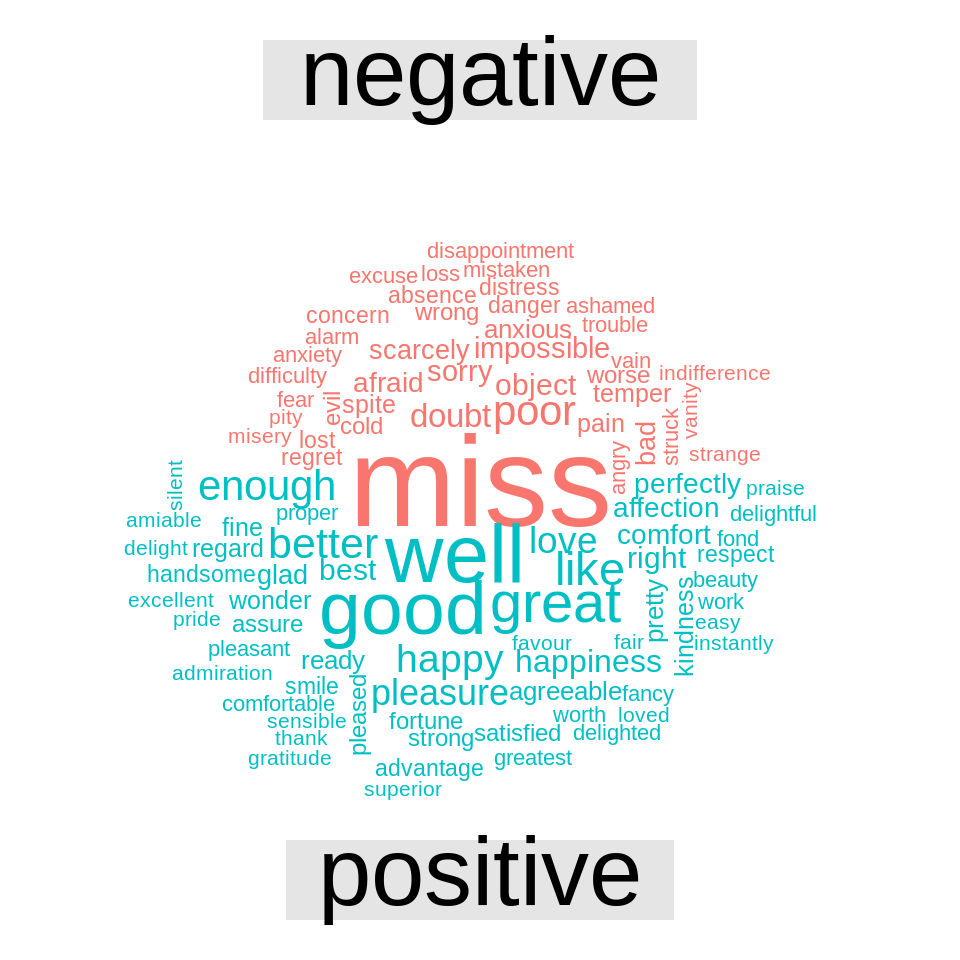 negative
disappointment
excuse loss mistaken
absence distress
concern wrong danger ashamed
alarm anxious trouble
anxiety scarcely impossible vain
difficulty afraid sorry object worse indifference
fear evil spite doubt poor temper vanity
pity cold pain struck
misery lost miss bad strange
regret angry
silent enough perfectly praise
amiable fine proper affection delightful
delight regard better well love comfort fond
handsome glad best like right respect
excellent wonder good great pretty kindness beauty
pride assure work
easy
pleasant favour fair instantly
admiration ready happy happiness
comfortable smile pleased pleasure agreeable fancy
sensible fortune worth loved
thank strong satisfied delighted
gratitude advantage greatest
superior
positive